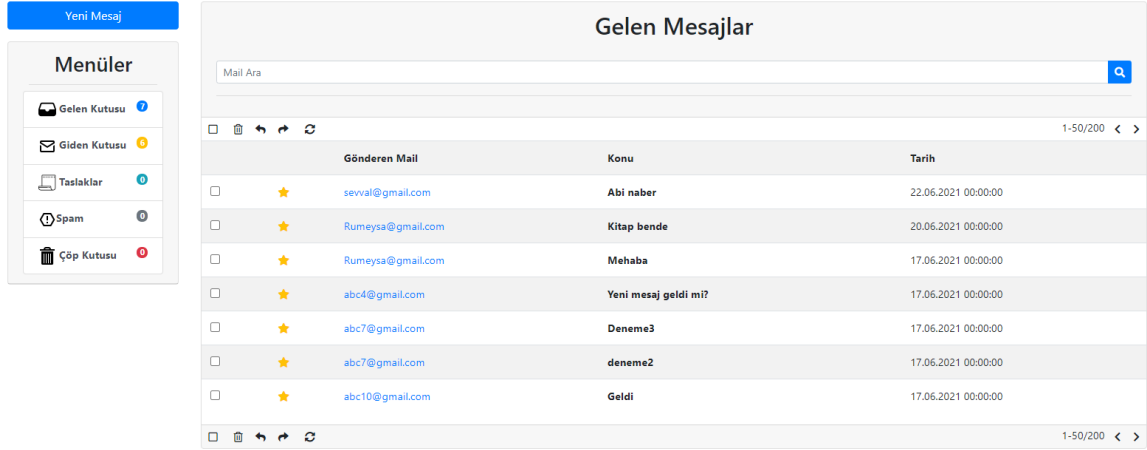 Yeni Mesaj
Menüler
Gelen Kutusu 7
Giden Kutusu 6
Taslaklar 0
Spam 0
Çöp Kutusu 0
Gelen Mesajlar
Mail Ara
1-50/200
Gönderen Mail Konu Tarih
sevval@gmail.com Abi naber 22.06.2021 00:00:00
Rumeysa@gmail.com Kitap bende 20.06.2021 00:00:00
Rumeysa@gmail.com Mehaba 17.06.2021 00:00:00
abc4@gmail.com Yeni mesaj geldi mi? 17.06.2021 00:00:00
abc7@gmail.com Deneme3 17.06.2021 00:00:00
abc7@gmail.com deneme2 17.06.2021 00:00:00
abc10@gmail.com Geldi 17.06.2021 00:00:00
1-50/200